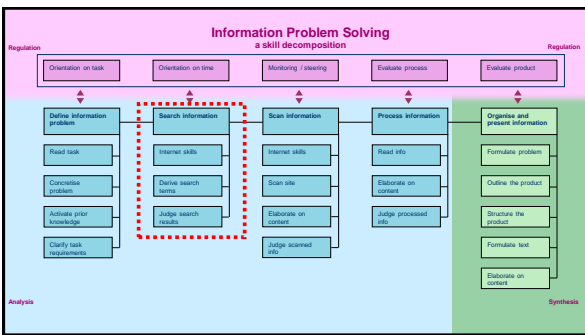 Information Problem Solving
a skill decomposition
Regulation
Regulation
Orientation on task
Orientation on time
Monitoring / steering
Evaluate process
Evaluate product
Define information
problem
Search information
Scan information
Process information
Organise and
present information
Read task
Internet skills
Internet skills
Read info
Formulate problem
Concretise
problem
Derive search
terms
Scan site
Elaborate on
content
Outline the product
Activate prior
knowledge
Judge search
results
Elaborate on
content
Judge processed
info
Structure the
product
Clarify task
requirements
Judge scanned
info
Formulate text
Elaborate on
content
Analysis
Synthesis